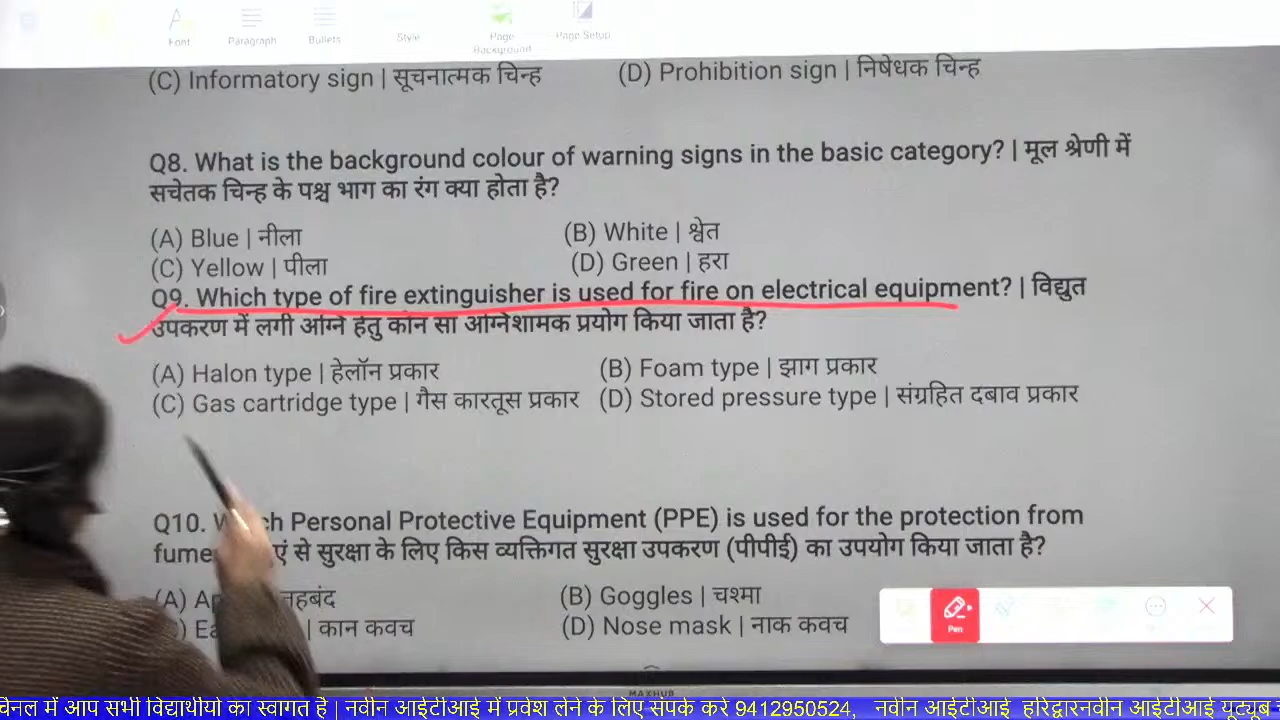 Font Paragraph Bullets Style Page Background Page Setup
(C) Informatory sign | सूचनात्मक चिन्ह (D) Prohibition sign | निषेधक चिन्ह
Q8. What is the background colour of warning signs in the basic category? | मूल श्रेणी में
सचेतक चिन्ह के पश्च भाग का रंग क्या होता है?
(A) Blue | नीला (B) White | श्वेत
(C) Yellow | पीला (D) Green | हरा
Q9. Which type of fire extinguisher is used for fire on electrical equipment? | विद्युत
उपकरण में लगी अग्नि हेतु कौन सा अग्निशामक प्रयोग किया जाता है?
(A) Halon type | हेलॉन प्रकार (B) Foam type | झाग प्रकार
(C) Gas cartridge type | गैस कारतूस प्रकार (D) Stored pressure type | संग्रहित दबाव प्रकार
Q10. Personal Protective Equipment (PPE) is used for the protection from
से सुरक्षा के लिए किस व्यक्तिगत सुरक्षा उपकरण (पीपीई) का उपयोग किया जाता है?
(B) Goggles | चश्मा
| कान कवच (D) Nose mask | नाक कवच
Pen
MAXHUB
चैनल में आप सभी विद्यार्थीयो का स्वागत है | नवीन आईटीआई में प्रवेश लेने के लिए संपर्क करें 9412950524, नवीन आईटीआई हरिद्वारनवीन आईटीआई यूट्यूब